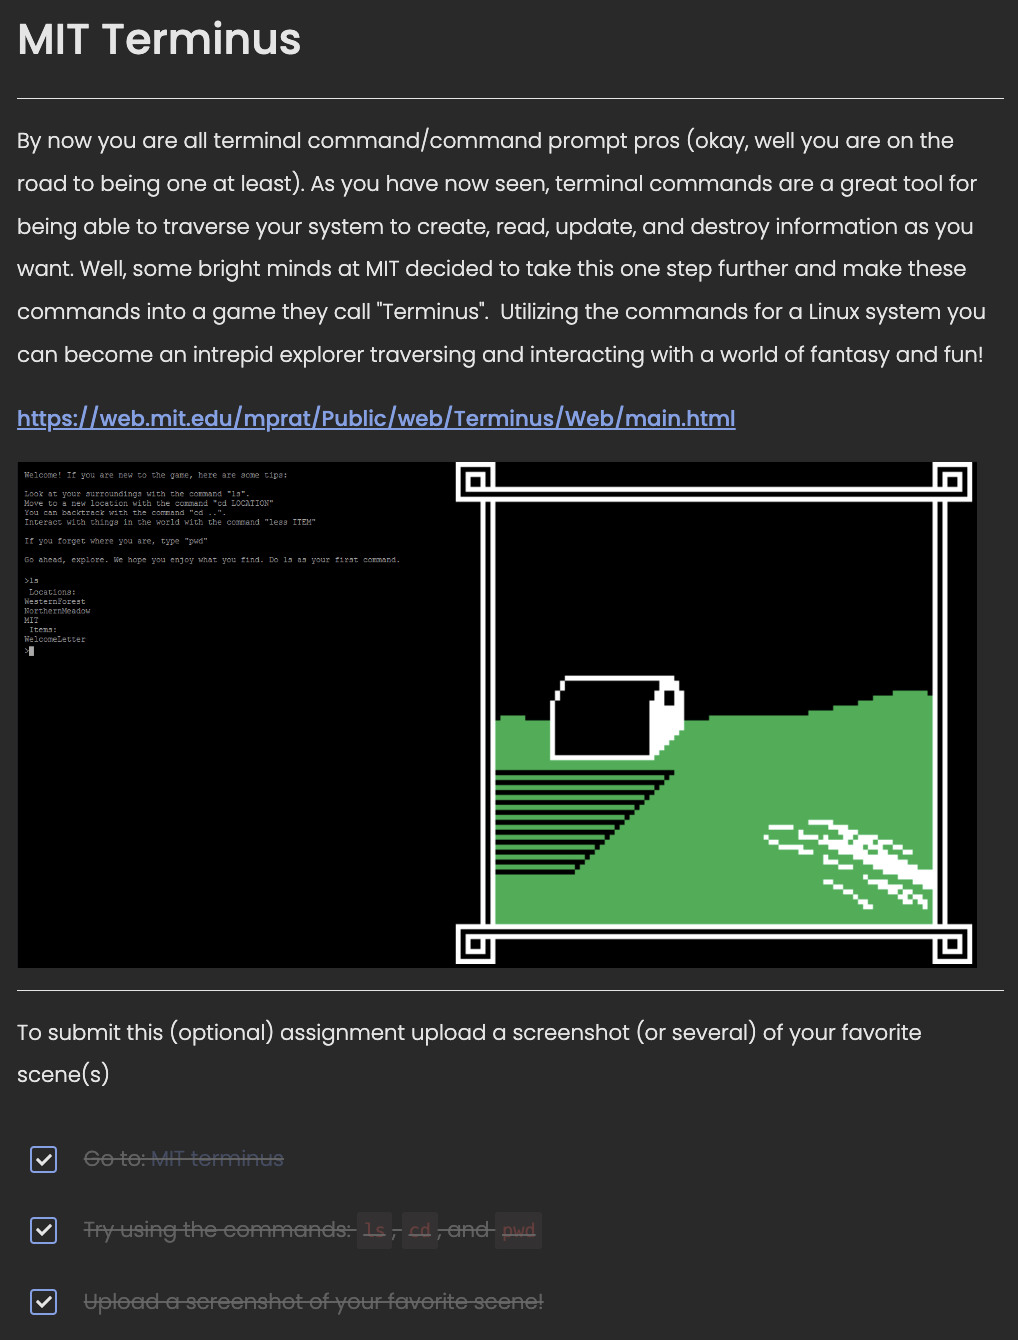 MIT Terminus
By now you are all terminal command/command prompt pros (okay, well you are on the
road to being one at least). As you have now seen, terminal commands are a great tool for
being able to traverse your system to create, read, update, and destroy information as you
want. Well, some bright minds at MIT decided to take this one step further and make these
commands into a game they call "Terminus".  Utilizing the commands for a Linux system you
can become an intrepid explorer traversing and interacting with a world of fantasy and fun!
https://web.mit.edu/mprat/Public/web/Terminus/Web/main.html
Welcome! If you are new to the game, here are some tips:
Look at your surroundings with the command "ls".
Move to a new location with the command "cd LOCATION"
You can backtrack with the command "cd ..".
Interact with things in the world with the command "less ITEM"
If you forget where you are, type "pwd"
Go ahead, explore. We hope you enjoy what you find. Do ls as your first command.
>ls
Locations:
WesternForest
NorthernMeadow
MIT
Items:
WelcomeLetter
>
To submit this (optional) assignment upload a screenshot (or several) of your favorite
scene(s)
Go to: MIT terminus
Try using the commands: ls, cd, and pwd
Upload a screenshot of your favorite scene!